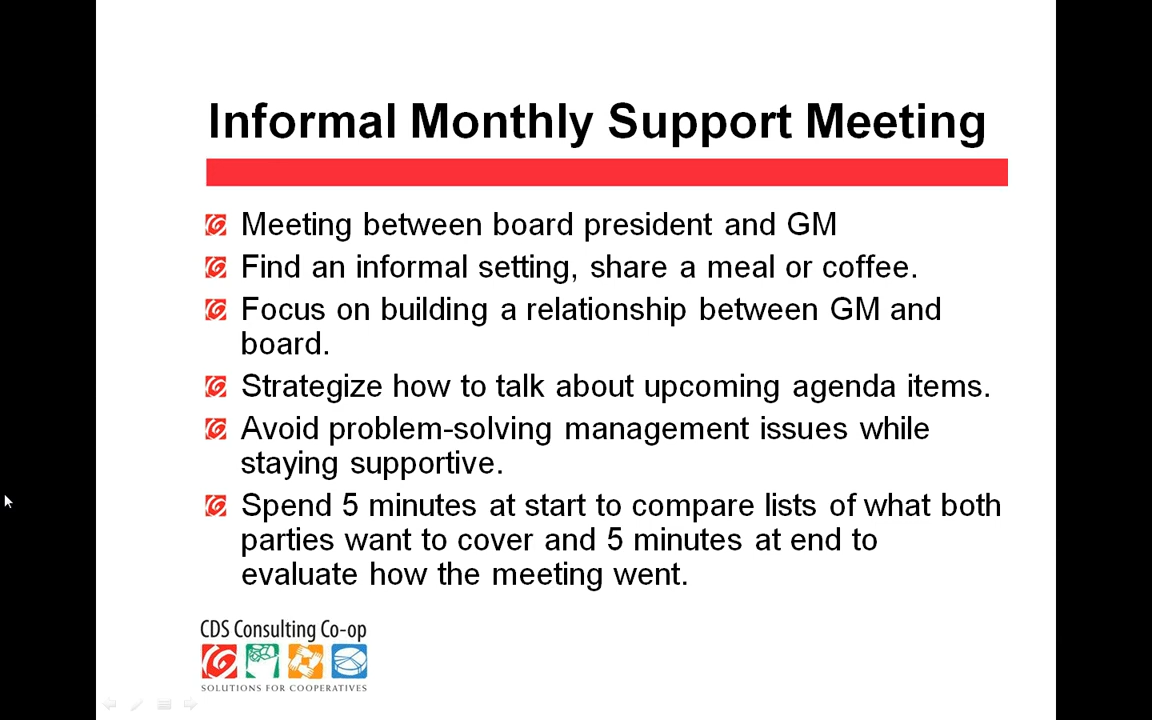 Informal Monthly Support Meeting
Meeting between board president and GM
Find an informal setting, share a meal or coffee.
Focus on building a relationship between GM and
board.
Strategize how to talk about upcoming agenda items.
Avoid problem-solving management issues while
staying supportive.
Spend 5 minutes at start to compare lists of what both
parties want to cover and 5 minutes at end to
evaluate how the meeting went.
CDS Consulting Co-op
SOLUTIONS FOR COOPERATIVES